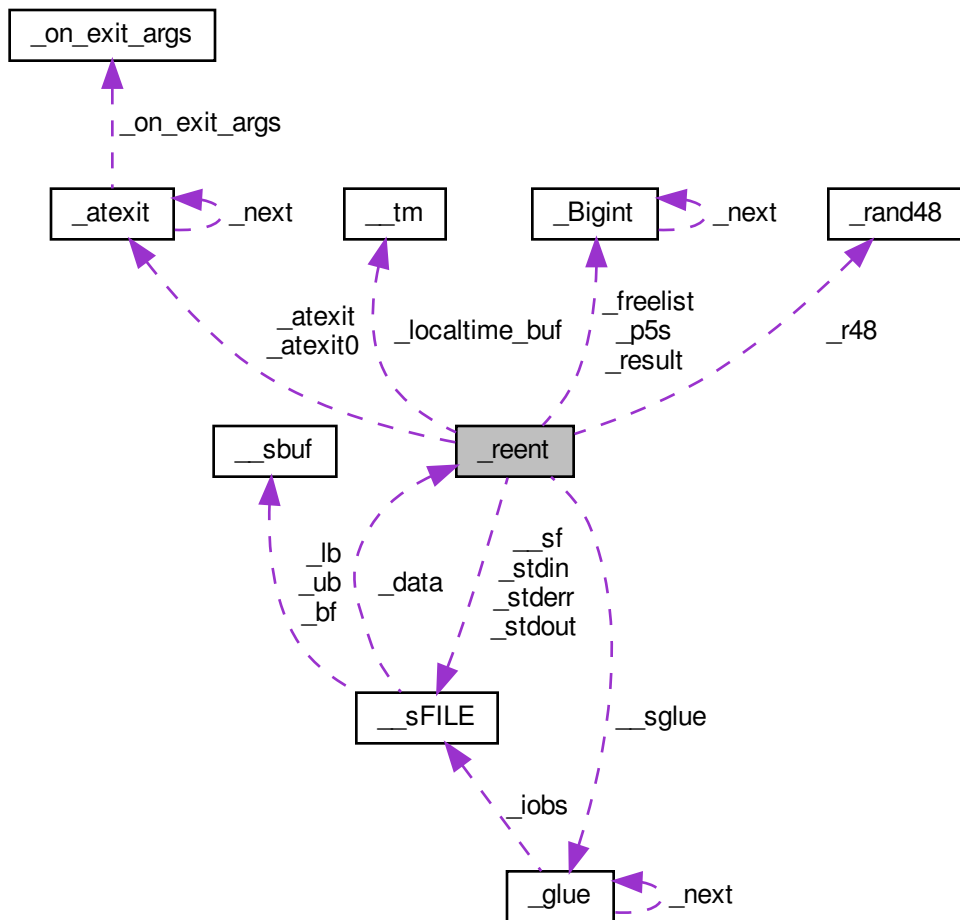 _on_exit_args
_on_exit_args
_atexit
_next
__tm
_Bigint
_next
_rand48
_atexit
_atexit0
_localtime_buf
_freelist
_p5s
_result
_r48
__sbuf
_reent
_lb
_ub
_bf
_data
__sf
_stdin
_stderr
_stdout
__sFILE
__sglue
_iobs
_glue
_next